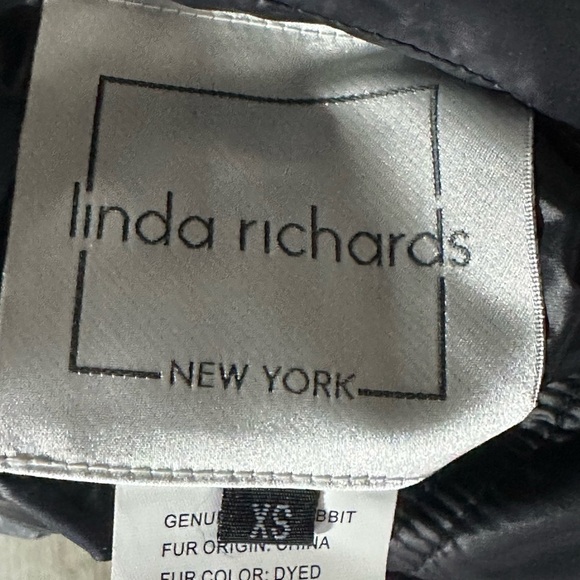 linda richards
NEW YORK
XS
FUR ORIGIN: CHINA
FUR COLOR: DYED